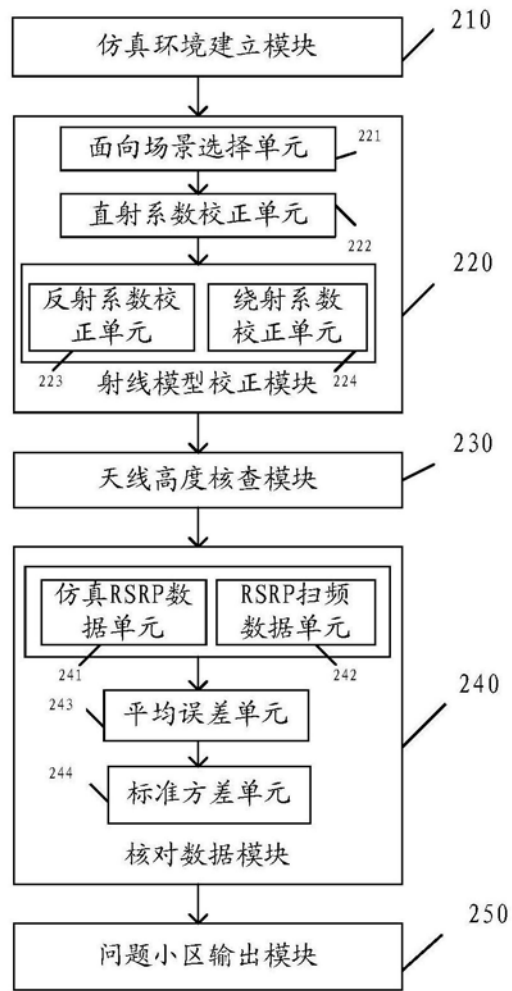 仿真环境建立模块
210
面向场景选择单元
221
直射系数校正单元
222
220
反射系数校
正单元
223
绕射系数
校正单元
224
射线模型校正模块
230
天线高度核查模块
仿真RSRP数
据单元
241
RSRP扫频
数据单元
242
240
243
平均误差单元
244
标准方差单元
核对数据模块
250
问题小区输出模块